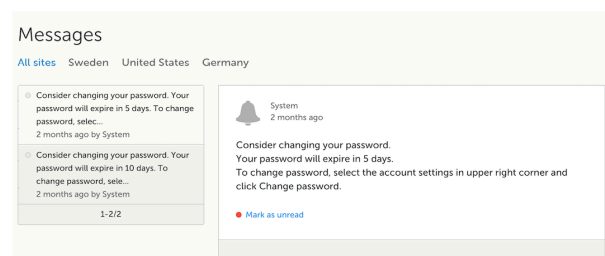 Messages
All sites Sweden United States Germany
Consider changing your password. Your
password will expire in 5 days. To change
password, selec...
2 months ago by System
Consider changing your password. Your
password will expire in 10 days. To
change password, sele...
2 months ago by System
1-2/2
System
2 months ago
Consider changing your password.
Your password will expire in 5 days.
To change password, select the account settings in upper right corner and
click Change password.
Mark as unread